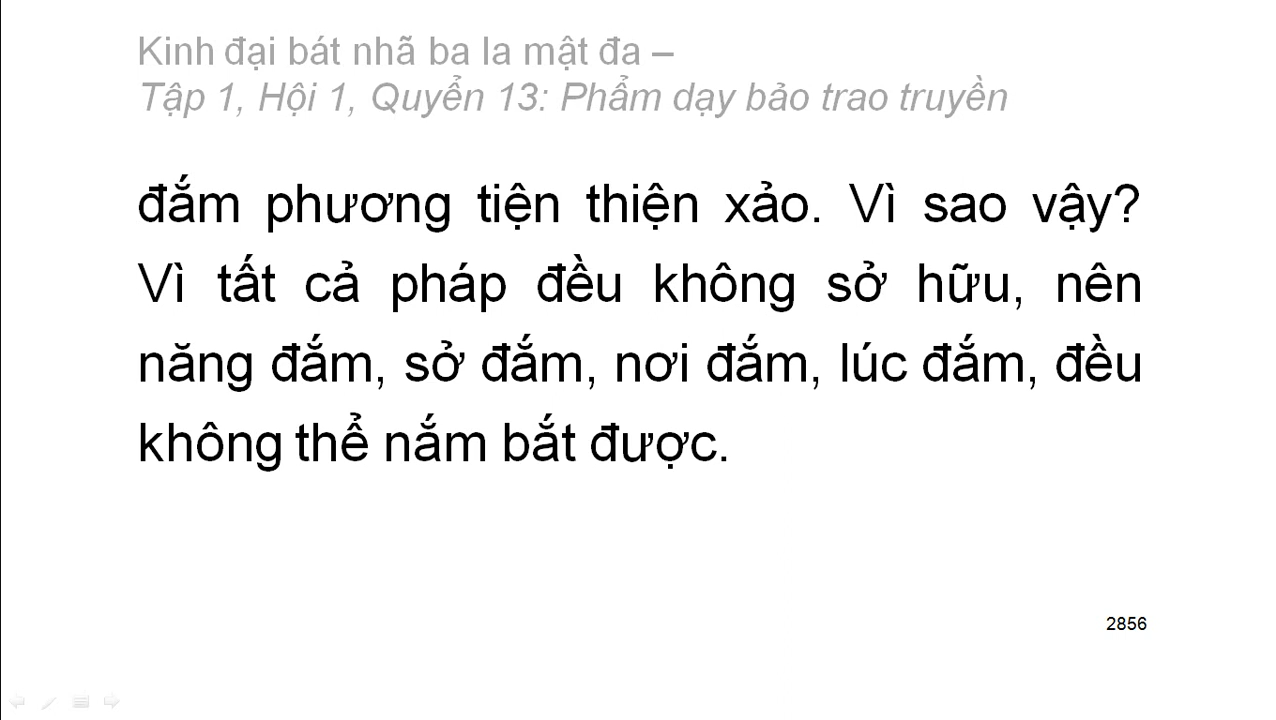 Kinh đại bát nhã ba la mật đa –
Tập 1, Hội 1, Quyển 13: Phẩm dạy bảo trao truyền
đắm phương tiện thiện xảo. Vì sao vậy?
Vì tất cả pháp đều không sở hữu, nên
năng đắm, sở đắm, nơi đắm, lúc đắm, đều
không thể nắm bắt được.
2856